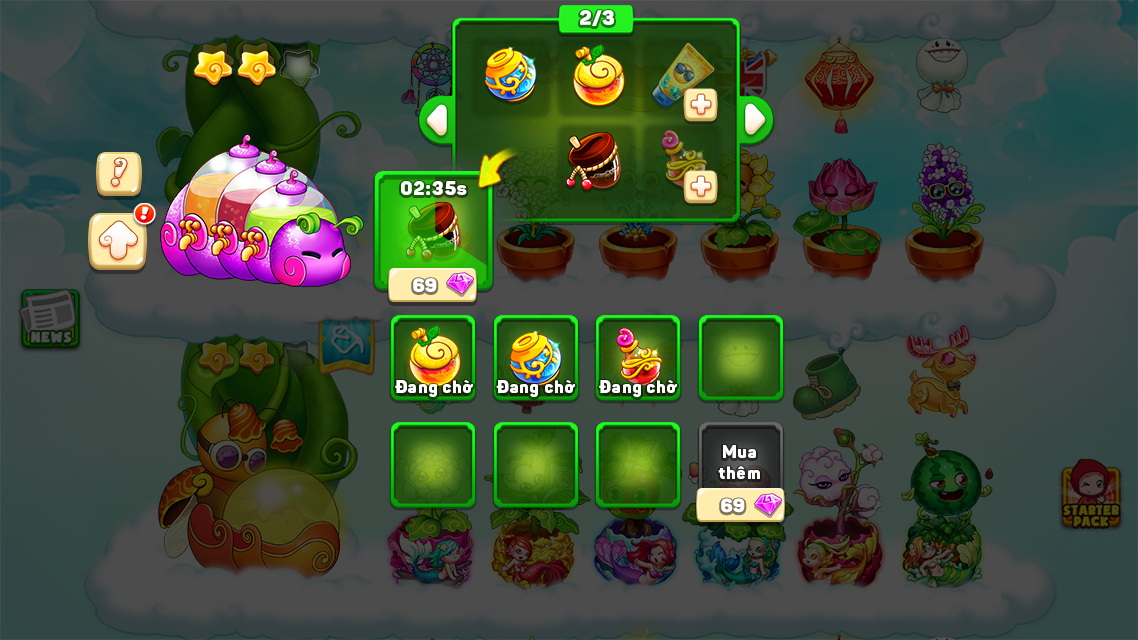 2/3
02:35s
69
NEWS
Đang chờ
Đang chờ
Đang chờ
Mua
thêm
69
STARTER
PACK